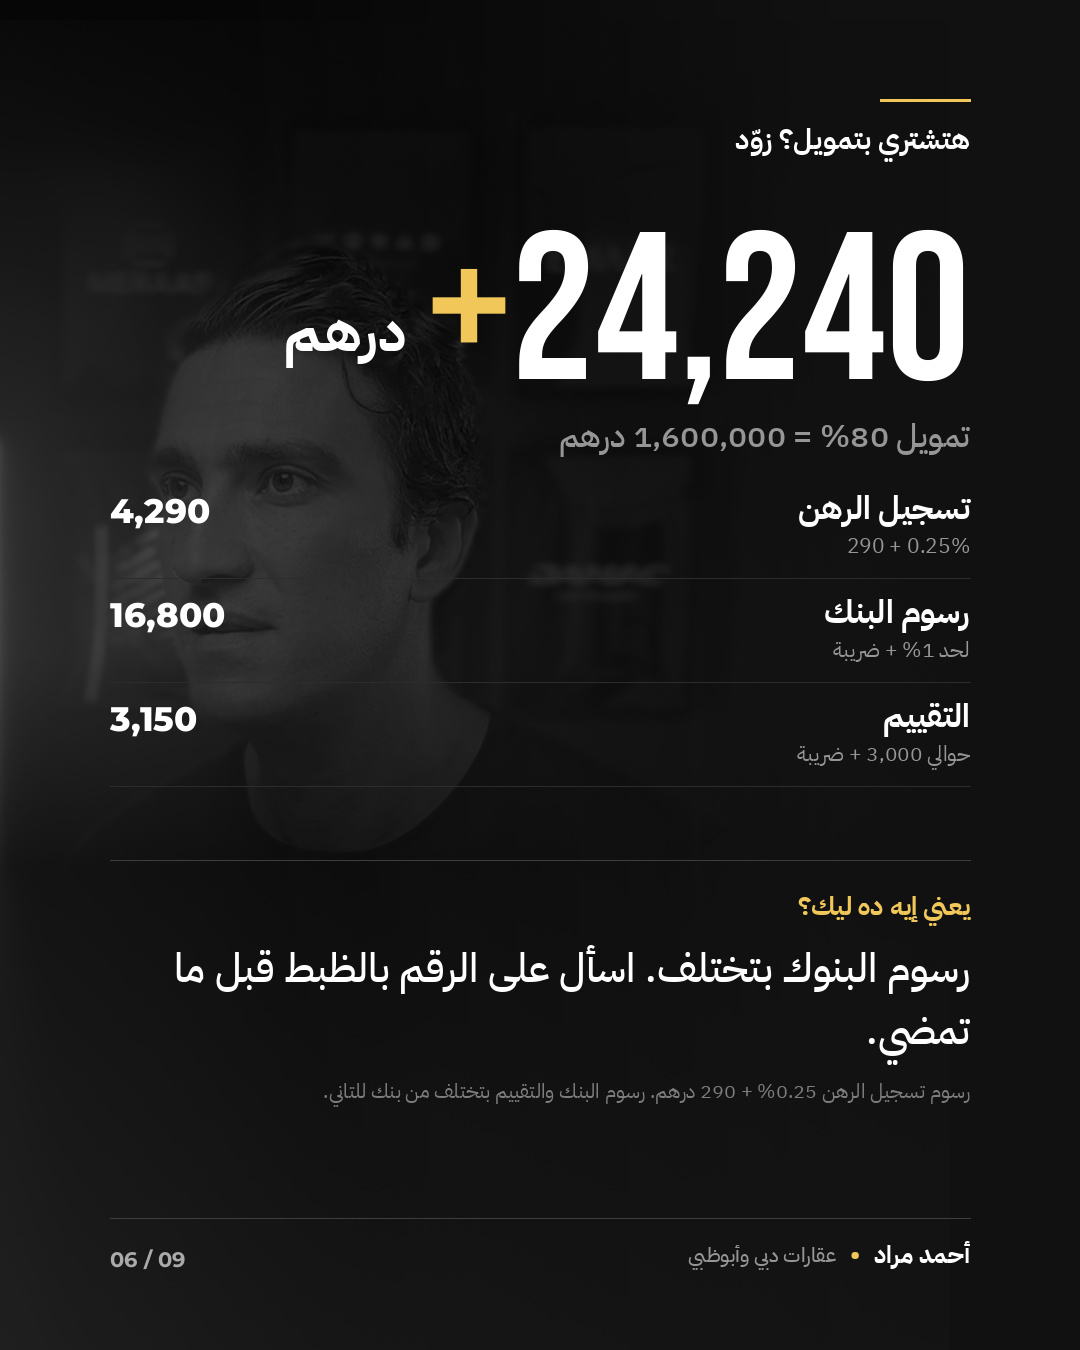 هتشتري بتمويل؟ زوّد
+24,240 درهم
تمويل 80% = 1,600,000 درهم
تسجيل الرهن 4,290
0.25% + 290
رسوم البنك 16,800
لحد 1% + ضريبة
التقييم 3,150
حوالي 3,000 + ضريبة
يعني إيه ده ليك؟
رسوم البنوك بتختلف. اسأل على الرقم بالظبط قبل ما
تمضي.
رسوم تسجيل الرهن 0.25% + 290 درهم. رسوم البنك والتقييم بتختلف من بنك للتاني.
أحمد مراد • عقارات دبي وأبوظبي
06 / 09